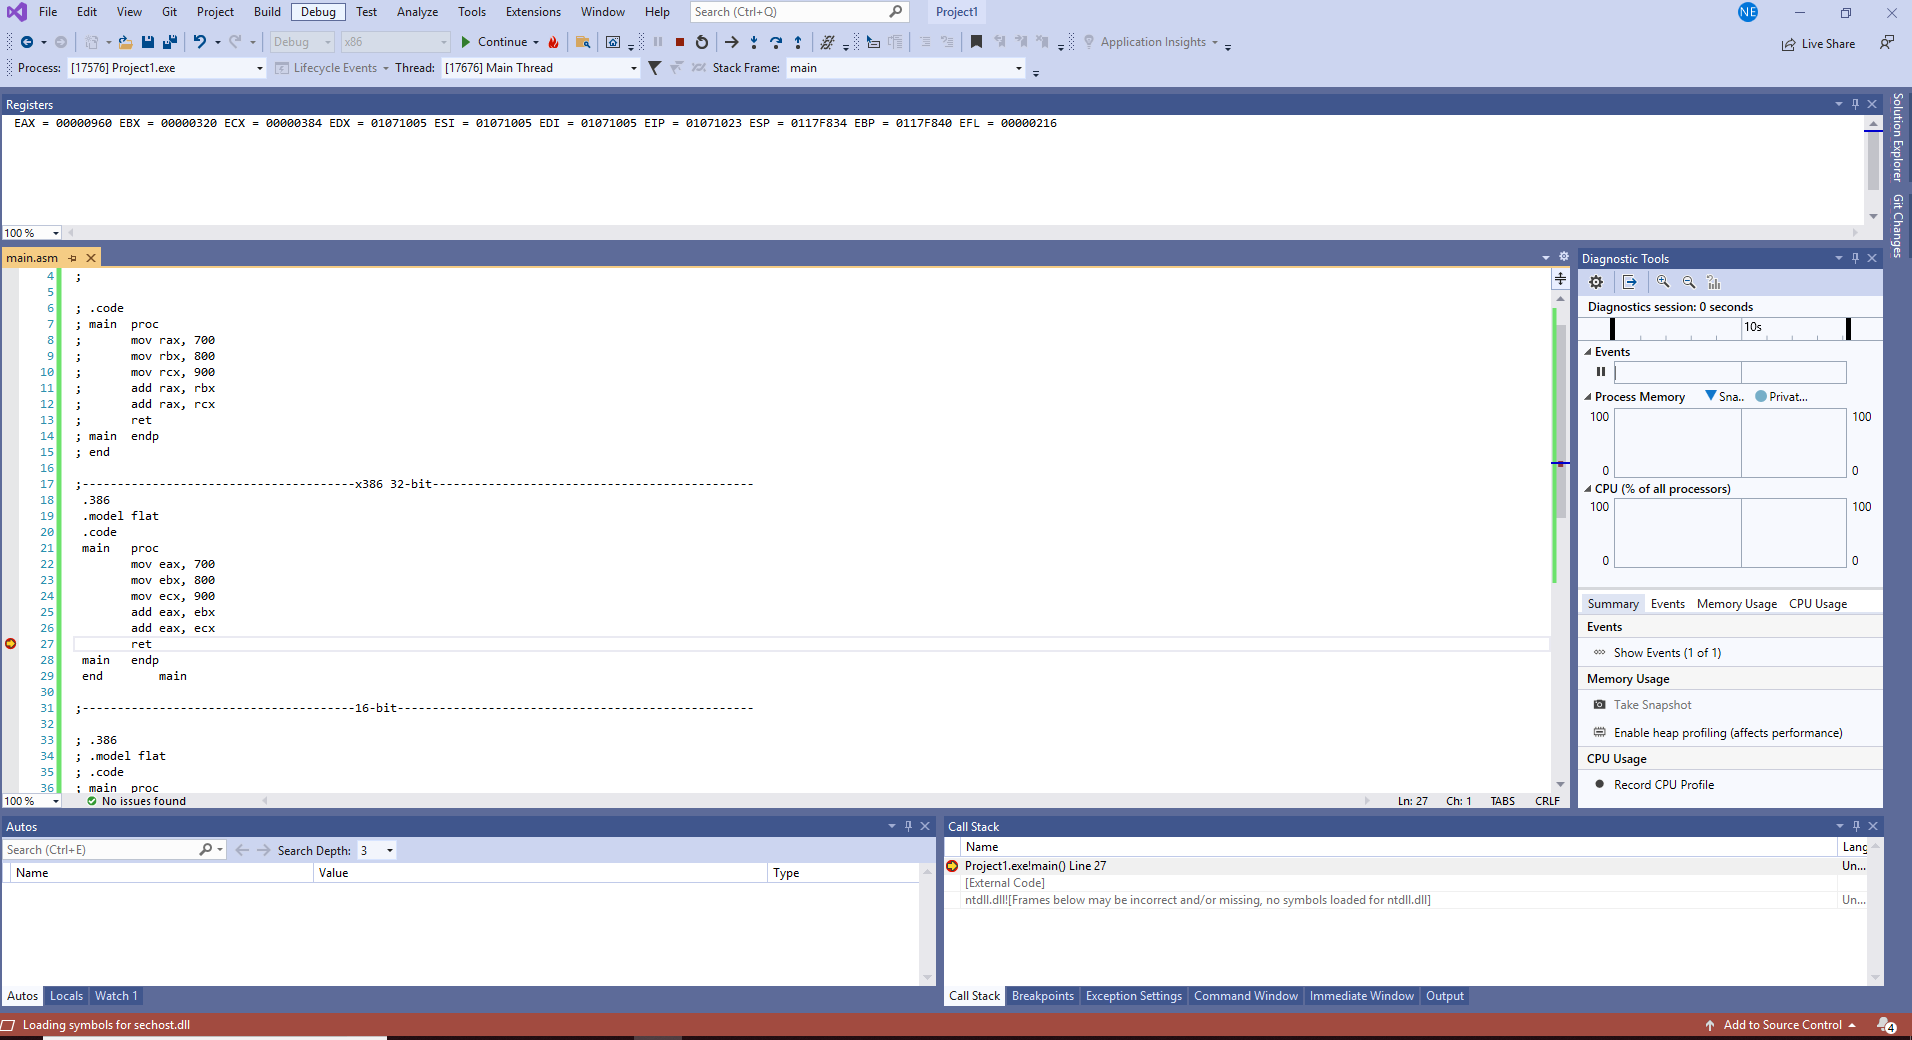 File Edit View Git Project Build Debug Test Analyze Tools Extensions Window Help Search (Ctrl+Q) Project1 NE
Debug x86 Continue Application Insights Live Share
Process: [17576] Project1.exe Lifecycle Events Thread: [17676] Main Thread Stack Frame: main
Registers
EAX = 00000960 EBX = 00000320 ECX = 00000384 EDX = 01071005 ESI = 01071005 EDI = 01071005 EIP = 01071023 ESP = 0117F834 EBP = 0117F840 EFL = 00000216
100 %
Solution Explorer
Git Changes
main.asm
4 ;
5
6 ; .code
7 ; main proc
8 ; mov rax, 700
9 ; mov rbx, 800
10 ; mov rcx, 900
11 ; add rax, rbx
12 ; add rax, rcx
13 ; ret
14 ; main endp
15 ; end
16
17 ;---------------------------------------x386 32-bit----------------------------------------------
18 .386
19 .model flat
20 .code
21 main proc
22 mov eax, 700
23 mov ebx, 800
24 mov ecx, 900
25 add eax, ebx
26 add eax, ecx
27 ret
28 main endp
29 end main
30
31 ;---------------------------------------16-bit---------------------------------------------------
32
33 ; .386
34 ; .model flat
35 ; .code
36 ; main proc
100 % No issues found Ln: 27 Ch: 1 TABS CRLF
Diagnostic Tools
Diagnostics session: 0 seconds
10s
Events
Process Memory Sna.. Privat...
100 100
0 0
CPU (% of all processors)
100 100
0 0
Summary Events Memory Usage CPU Usage
Events
Show Events (1 of 1)
Memory Usage
Take Snapshot
Enable heap profiling (affects performance)
CPU Usage
Record CPU Profile
Autos
Search (Ctrl+E) Search Depth: 3
Name Value Type
Autos Locals Watch 1
Call Stack
Name Lang
Project1.exe!main() Line 27 Un...
[External Code]
ntdll.dll![Frames below may be incorrect and/or missing, no symbols loaded for ntdll.dll] Un...
Call Stack Breakpoints Exception Settings Command Window Immediate Window Output
Loading symbols for sechost.dll Add to Source Control 4